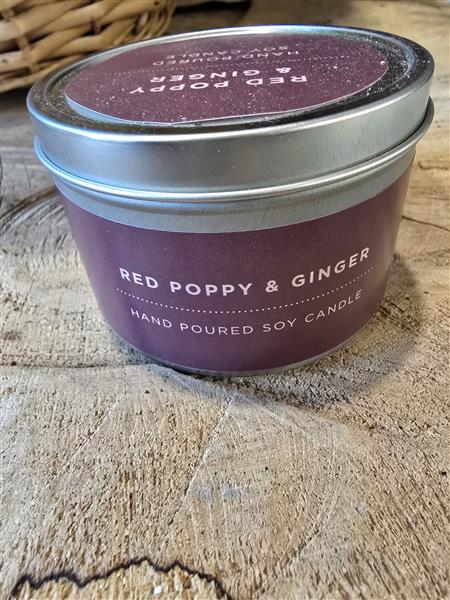 RED POPPY
& GINGER
HAND POURED
SOY CANDLE
RED POPPY & GINGER
HAND POURED SOY CANDLE